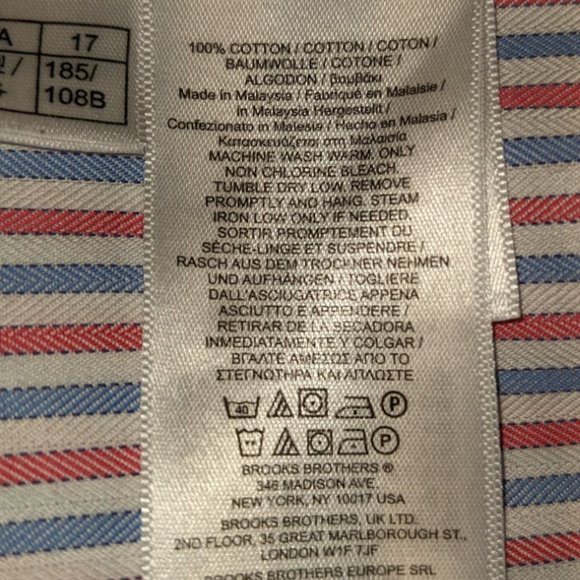 A 17
185/
108B
100% COTTON / COTTON / COTON /
BAUMWOLLE / COTONE /
ALGODON / βαμβάκι
Made in Malaysia / Fabriqué en Malaisie /
in Malaysia Hergestellt /
Confezionato in Malesia / Hecho en Malasia /
Κατασκευάζεται στη Μαλαισία
MACHINE WASH WARM. ONLY
NON CHLORINE BLEACH.
TUMBLE DRY LOW. REMOVE
PROMPTLY AND HANG. STEAM
IRON LOW ONLY IF NEEDED.
SORTIR PROMPTEMENT DU
SÈCHE-LINGE ET SUSPENDRE /
RASCH AUS DEM TROCKNER NEHMEN
UND AUFHÄNGEN / TOGLIERE
DALL'ASCIUGATRICE APPENA
ASCIUTTO E APPENDERE /
RETIRAR DE LA SECADORA
INMEDIATAMENTE Y COLGAR /
ΒΓΑΛΤΕ ΑΜΕΣΩΣ ΑΠΟ ΤΟ
ΣΤΕΓΝΩΤΗΡΑ ΚΑΙ ΑΠΛΩΣΤΕ
40 P
P
BROOKS BROTHERS ®
346 MADISON AVE,
NEW YORK, NY 10017 USA
BROOKS BROTHERS, UK LTD.
2ND FLOOR, 35 GREAT MARLBOROUGH ST.,
LONDON W1F 7JF
BROOKS BROTHERS EUROPE SRL